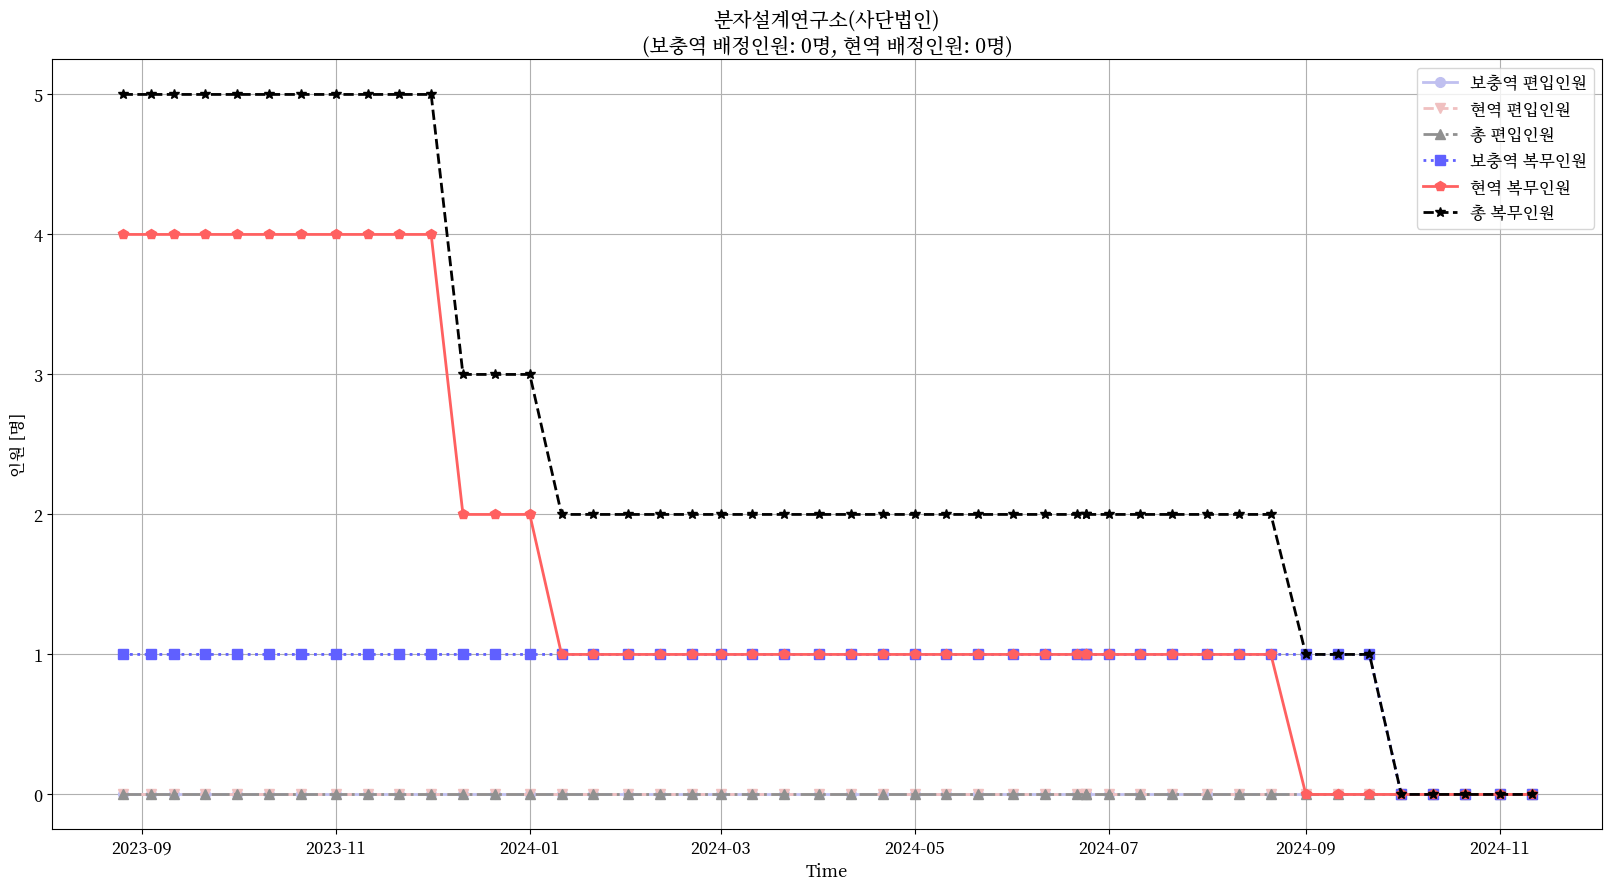 분자설계연구소(사단법인)
(보충역 배정인원: 0명, 현역 배정인원: 0명)
보충역 편입인원
현역 편입인원
총 편입인원
보충역 복무인원
현역 복무인원
총 복무인원
인원 [명]
5
4
3
2
1
0
2023-09
2023-11
2024-01
2024-03
2024-05
2024-07
2024-09
2024-11
Time